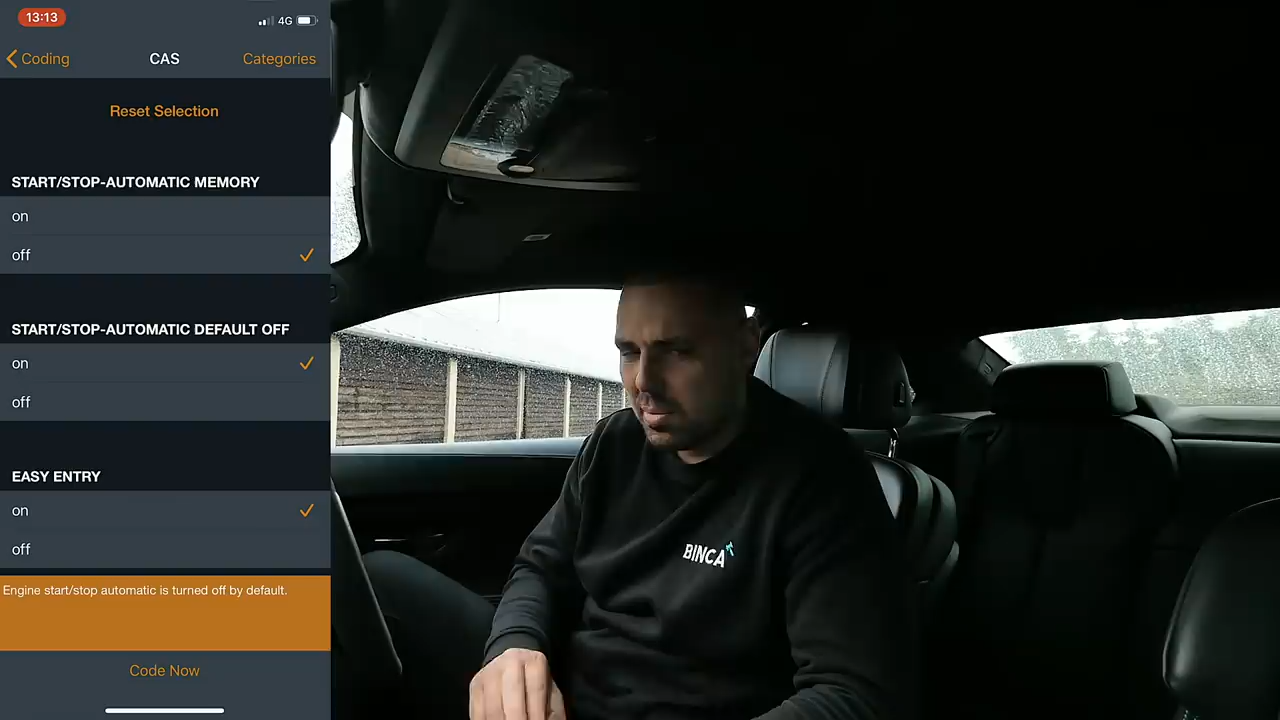 13:13
4G
Coding
CAS
Categories
Reset Selection
START/STOP-AUTOMATIC MEMORY
on
off
START/STOP-AUTOMATIC DEFAULT OFF
on
off
EASY ENTRY
on
off
Engine start/stop automatic is turned off by default.
Code Now
BINCA